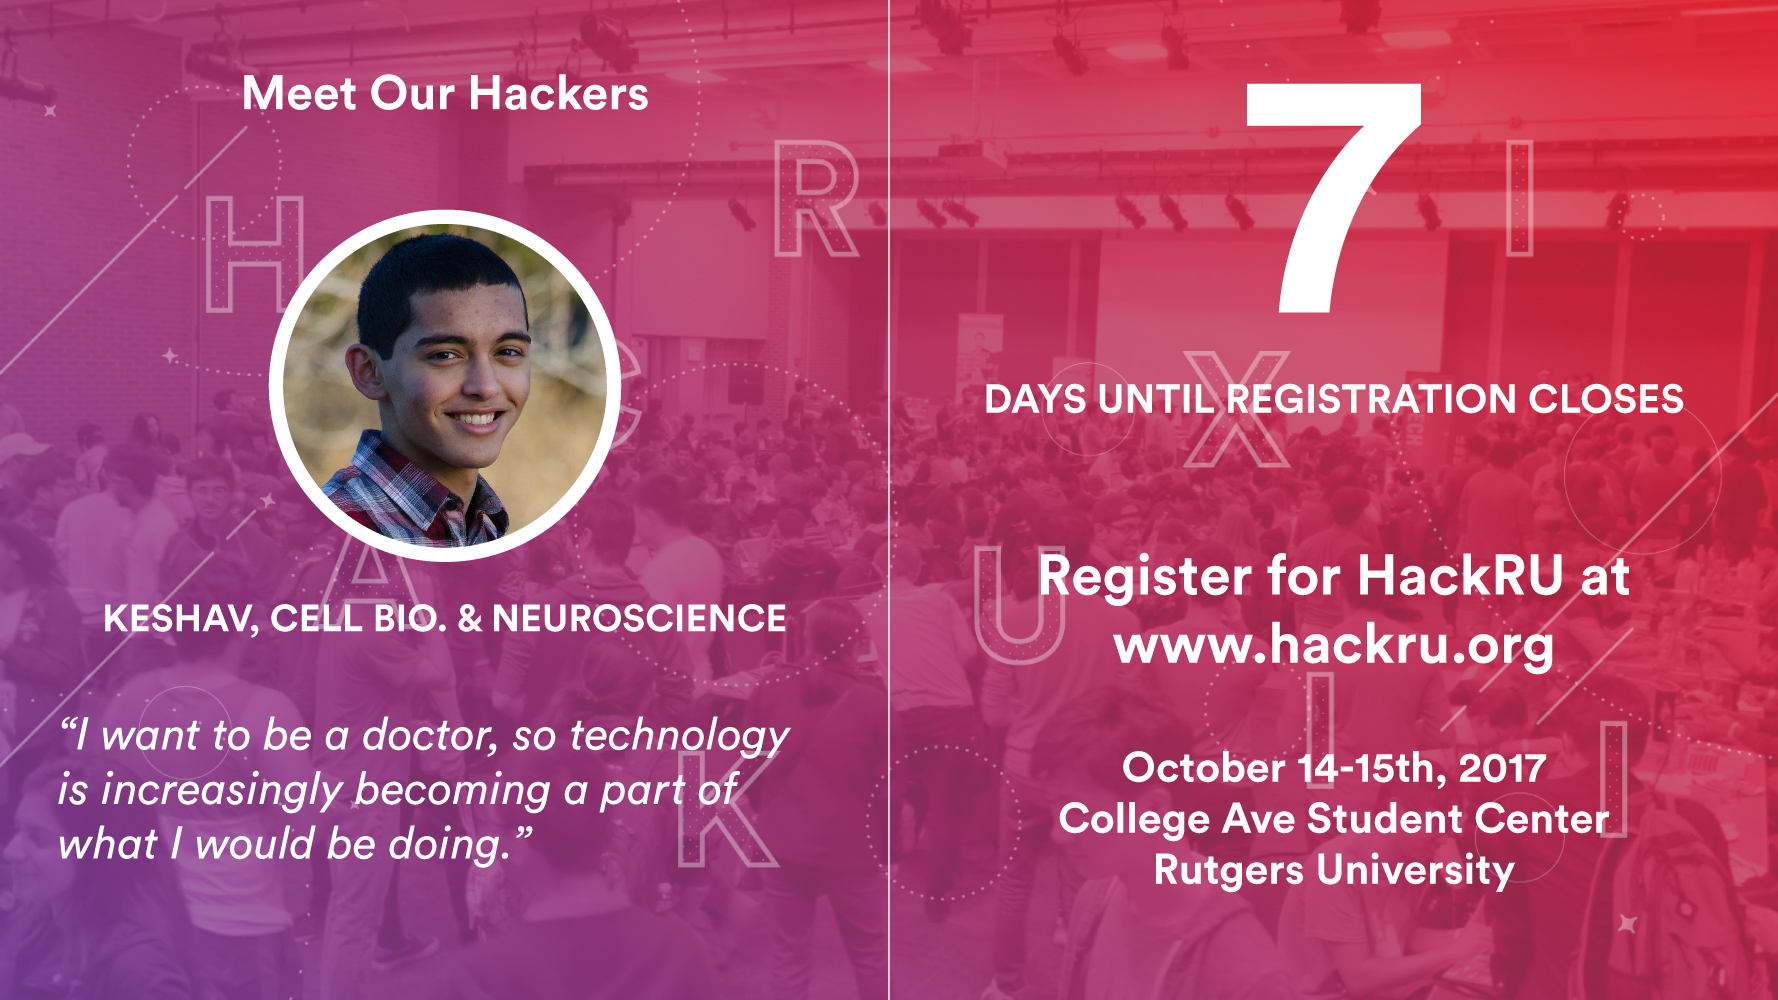 Meet Our Hackers
KESHAV, CELL BIO. & NEUROSCIENCE
“I want to be a doctor, so technology
is increasingly becoming a part of
what I would be doing.”
7
DAYS UNTIL REGISTRATION CLOSES
Register for HackRU at
www.hackru.org
October 14-15th, 2017
College Ave Student Center
Rutgers University
H
A
C
K
R
U
X
I
I
I